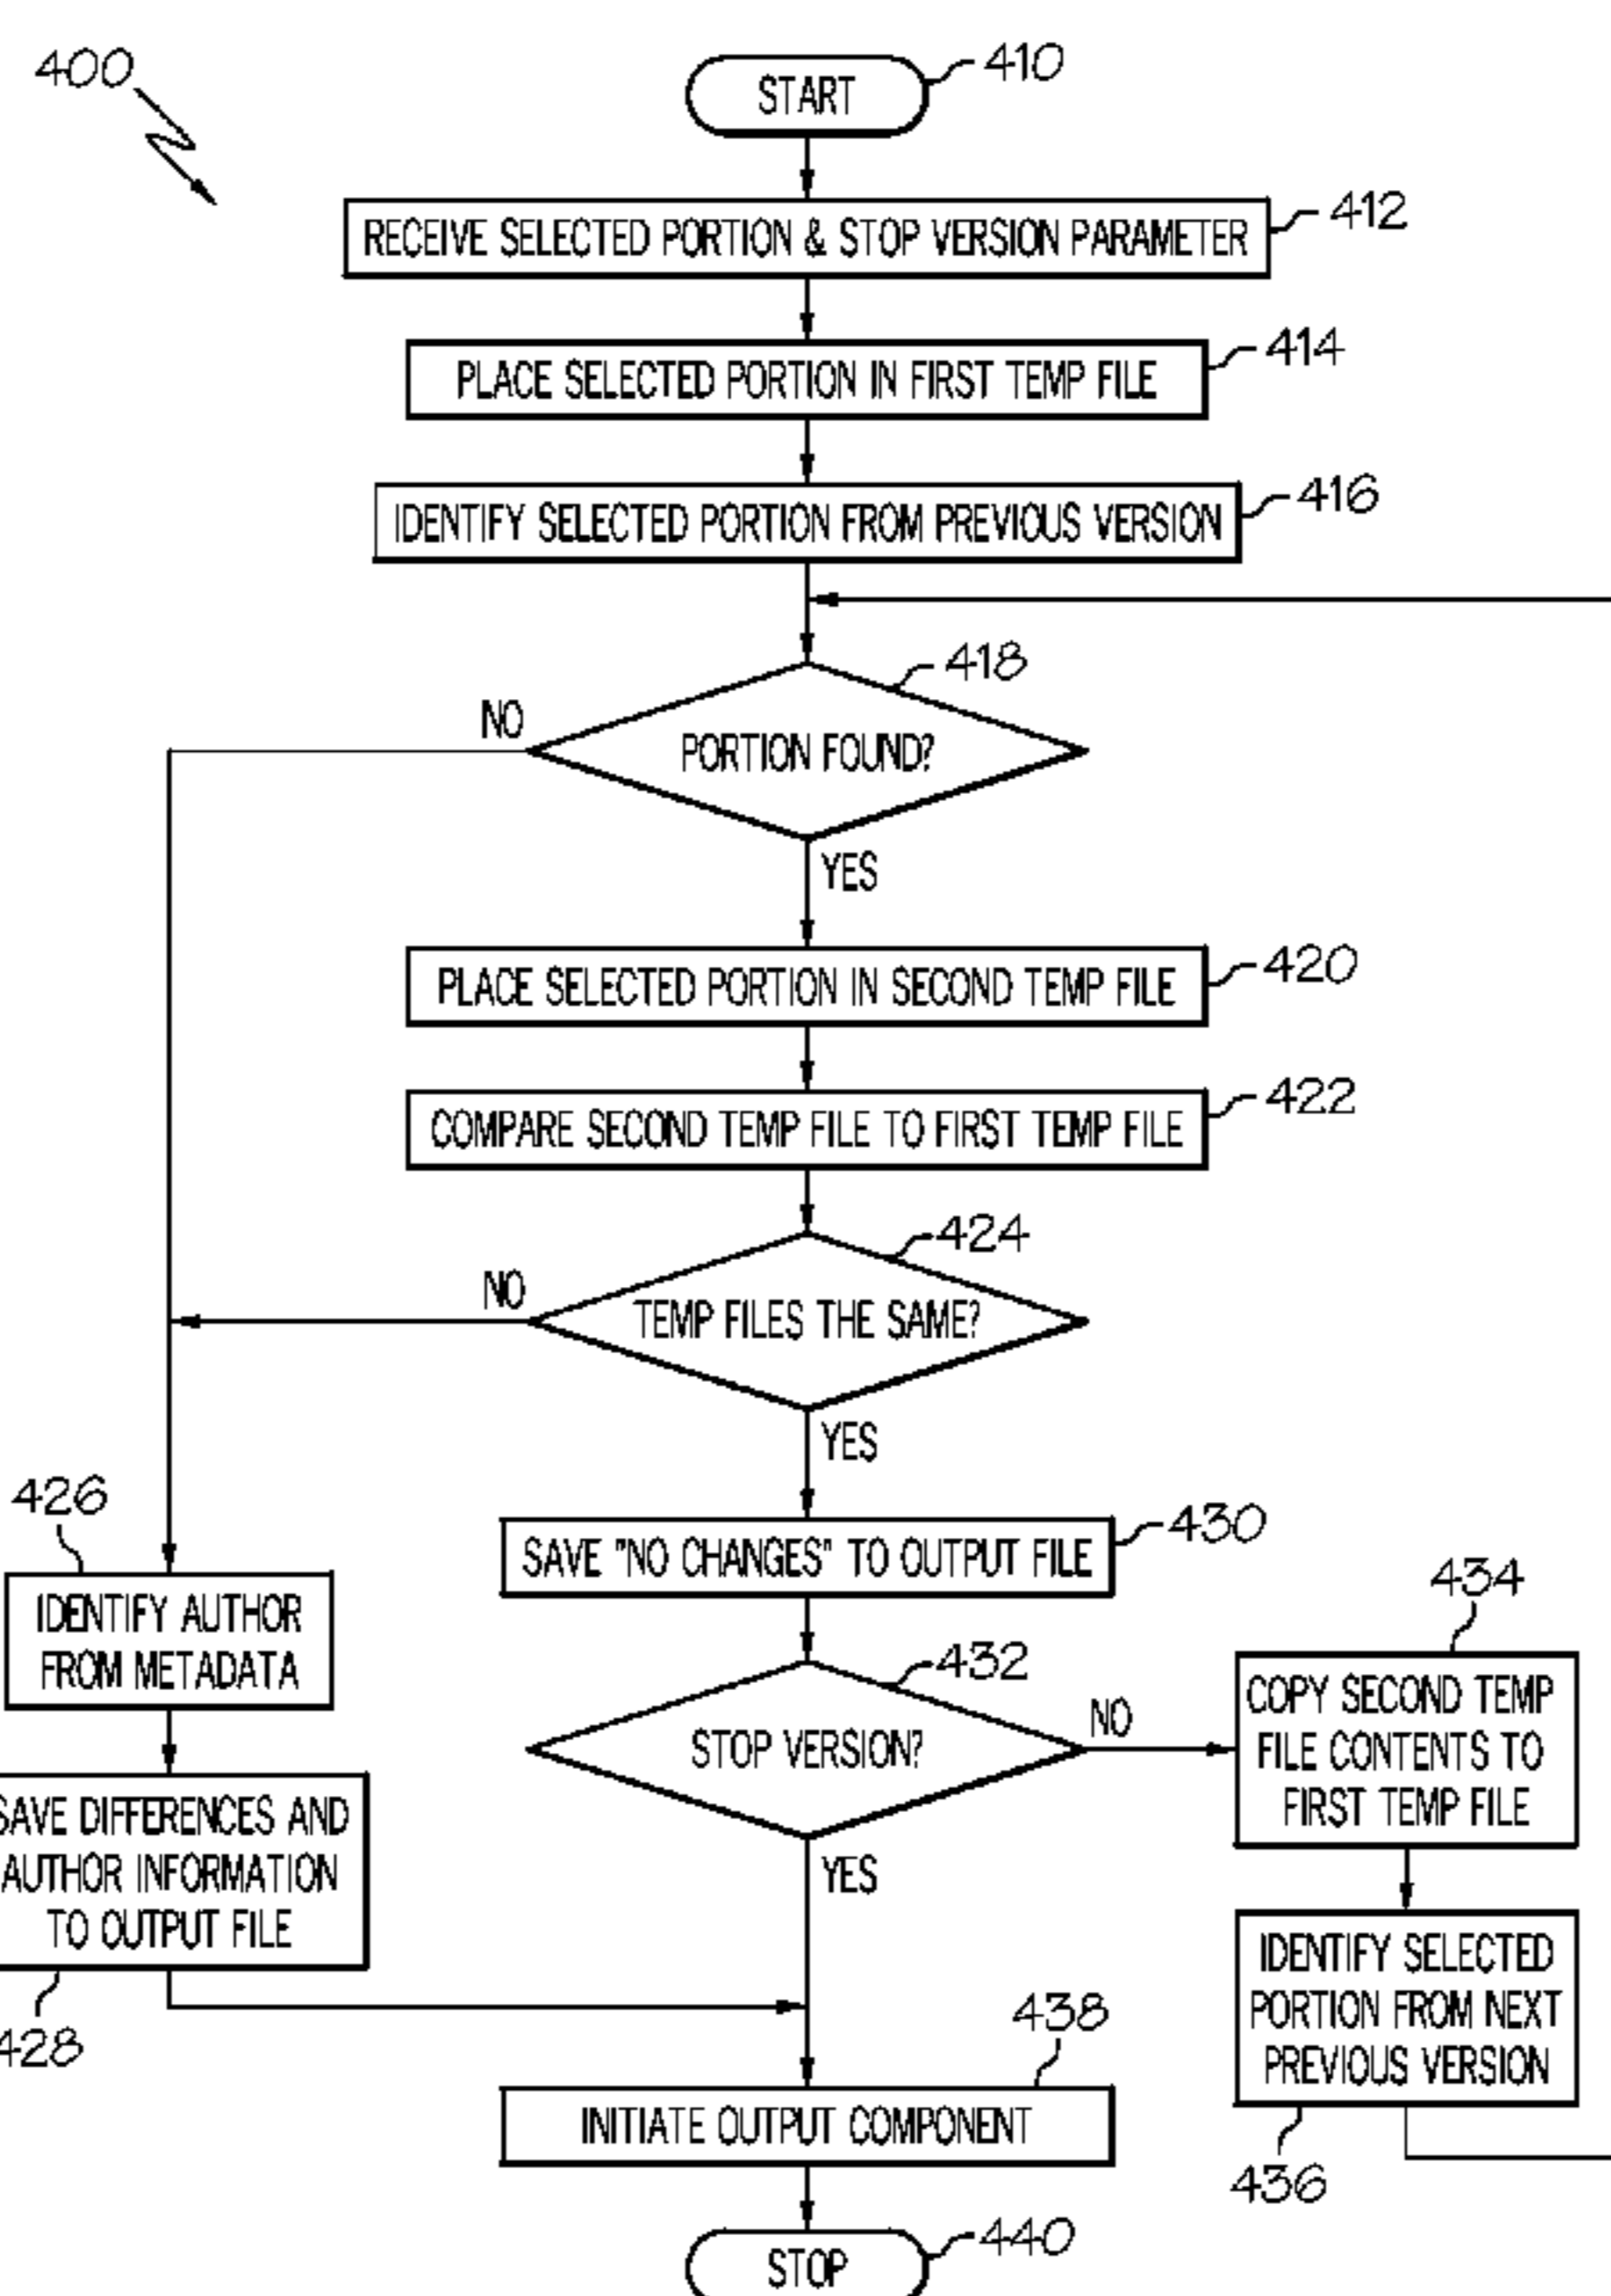 400
START
410
RECEIVE SELECTED PORTION & STOP VERSION PARAMETER
412
PLACE SELECTED PORTION IN FIRST TEMP FILE
414
IDENTIFY SELECTED PORTION FROM PREVIOUS VERSION
416
418
NO
PORTION FOUND?
YES
PLACE SELECTED PORTION IN SECOND TEMP FILE
420
COMPARE SECOND TEMP FILE TO FIRST TEMP FILE
422
424
NO
TEMP FILES THE SAME?
YES
426
IDENTIFY AUTHOR
FROM METADATA
SAVE DIFFERENCES AND
AUTHOR INFORMATION
TO OUTPUT FILE
428
SAVE "NO CHANGES" TO OUTPUT FILE
430
432
STOP VERSION?
NO
YES
434
COPY SECOND TEMP
FILE CONTENTS TO
FIRST TEMP FILE
IDENTIFY SELECTED
PORTION FROM NEXT
PREVIOUS VERSION
436
438
INITIATE OUTPUT COMPONENT
STOP
440